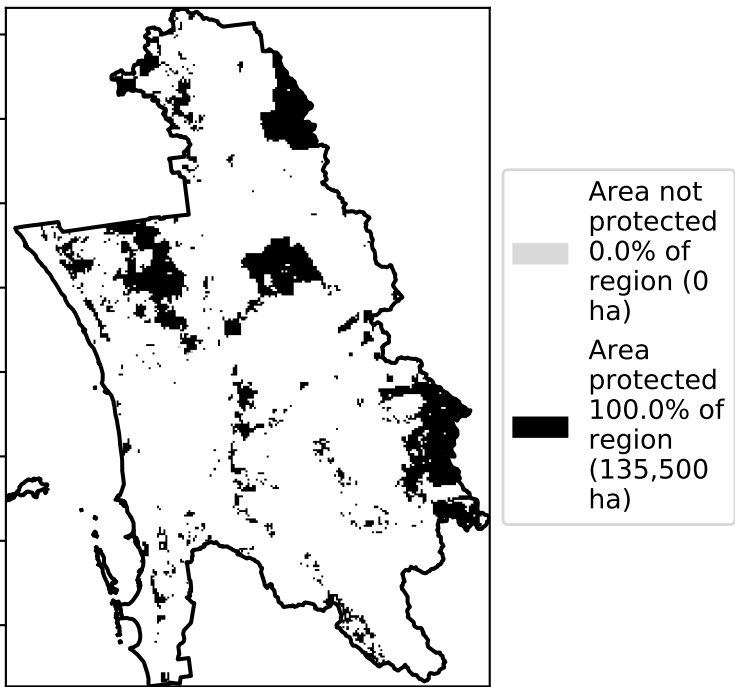 Area not
protected
0.0% of
region (0
ha)
Area
protected
100.0% of
region
(135,500
ha)